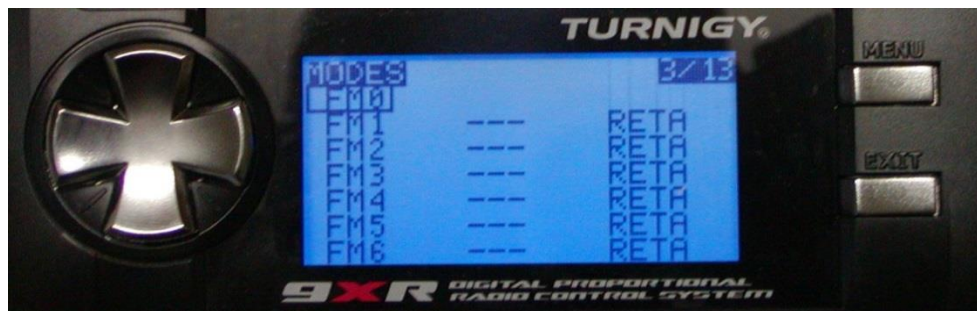 TURNIGY®
MENU
MODES 3/13
FM0
FM1 --- RETA
FM2 --- RETA
FM3 --- RETA
FM4 --- RETA
FM5 --- RETA
FM6 --- RETA
EXIT
9XR DIGITAL PROPORTIONAL
RADIO CONTROL SYSTEM